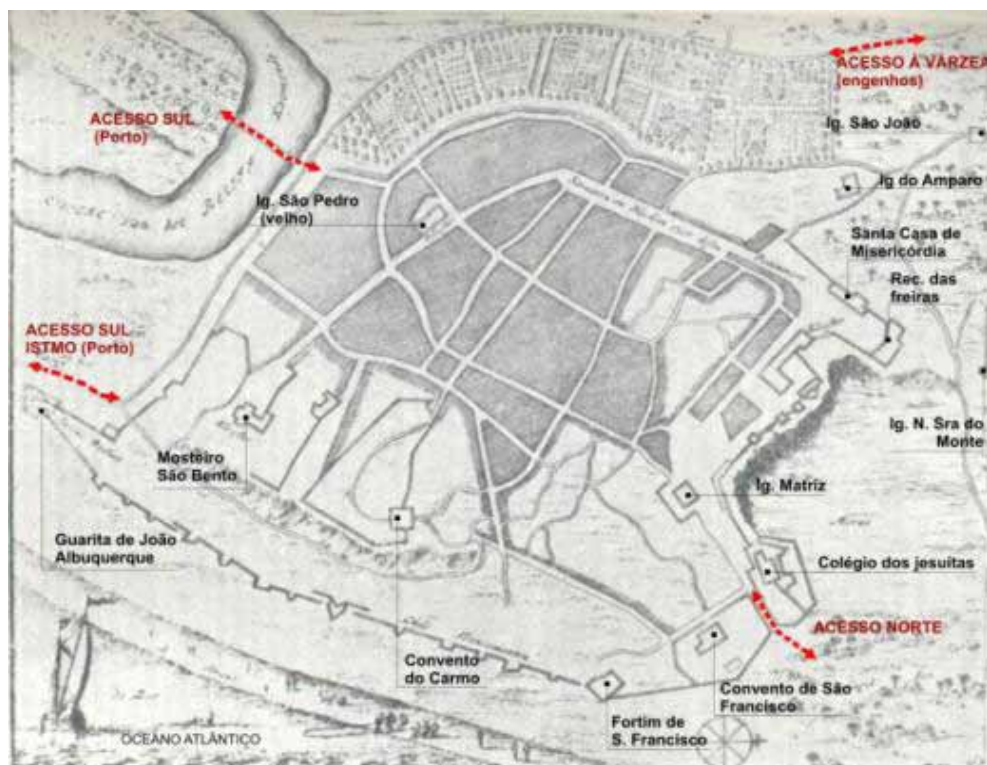 ACESSO À VÁRZEA
(engenhos)
ACESSO SUL
(Porto)
Ig. São João
Ig do Amparo
Ig. São Pedro
(velho)
Santa Casa de
Misericórdia
Rec. das
freiras
ACESSO SUL
ISTMO (Porto)
Ig. N. Sra do
Monte
Mosteiro
São Bento
Ig. Matriz
Guarita de João
Albuquerque
Colégio dos jesuítas
ACESSO NORTE
Convento
do Carmo
Convento de São
Francisco
Fortim de
S. Francisco
OCEANO ATLÂNTICO